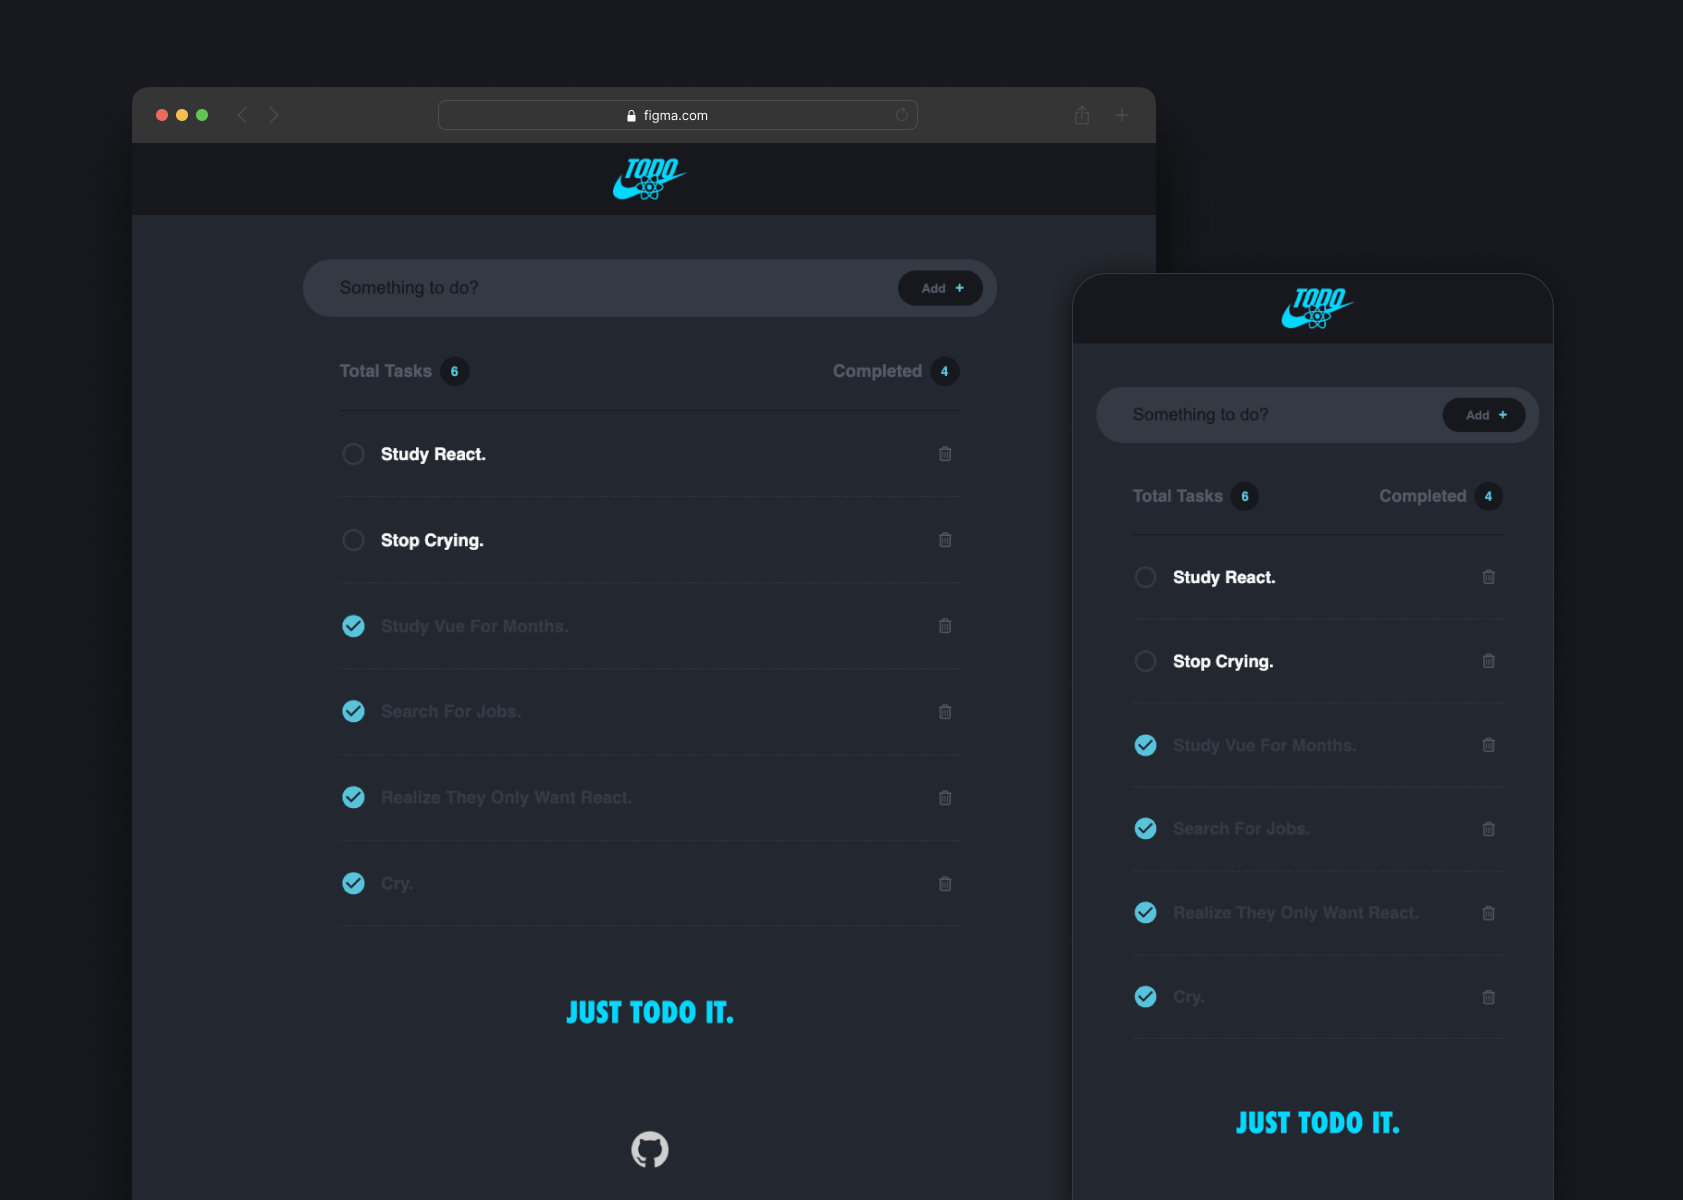 figma.com
TODO
Something to do?
Add +
Total Tasks 6
Completed 4
Study React.
Stop Crying.
Study Vue For Months.
Search For Jobs.
Realize They Only Want React.
Cry.
JUST TODO IT.
TODO
Something to do?
Add +
Total Tasks 6
Completed 4
Study React.
Stop Crying.
Study Vue For Months.
Search For Jobs.
Realize They Only Want React.
Cry.
JUST TODO IT.